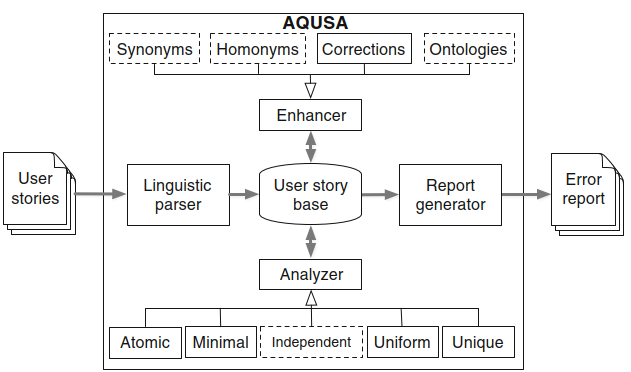 AQUSA
Synonyms
Homonyms
Corrections
Ontologies
Enhancer
User
stories
Linguistic
parser
User story
base
Report
generator
Error
report
Analyzer
Atomic
Minimal
Independent
Uniform
Unique